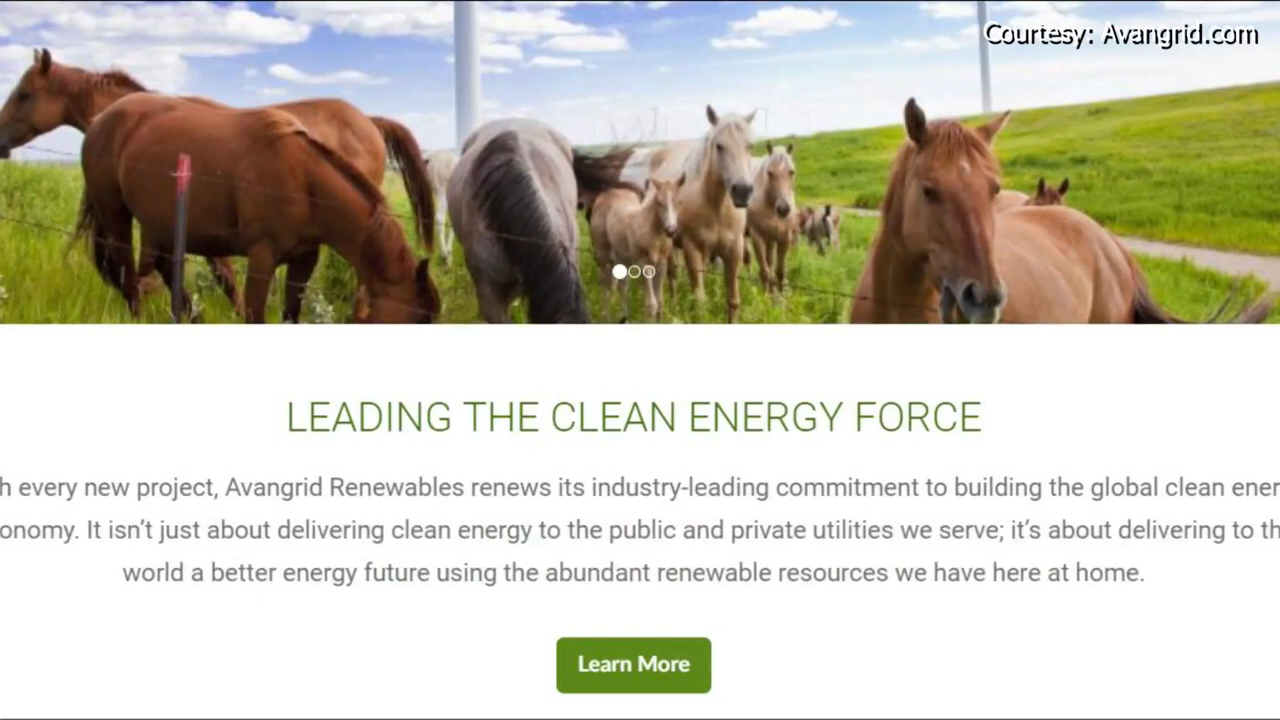 Courtesy: Avangrid.com
LEADING THE CLEAN ENERGY FORCE
every new project, Avangrid Renewables renews its industry-leading commitment to building the global clean
It isn't just about delivering clean energy to the public and private utilities we serve; it's about delivering to
world a better energy future using the abundant renewable resources we have here at home.
Learn More